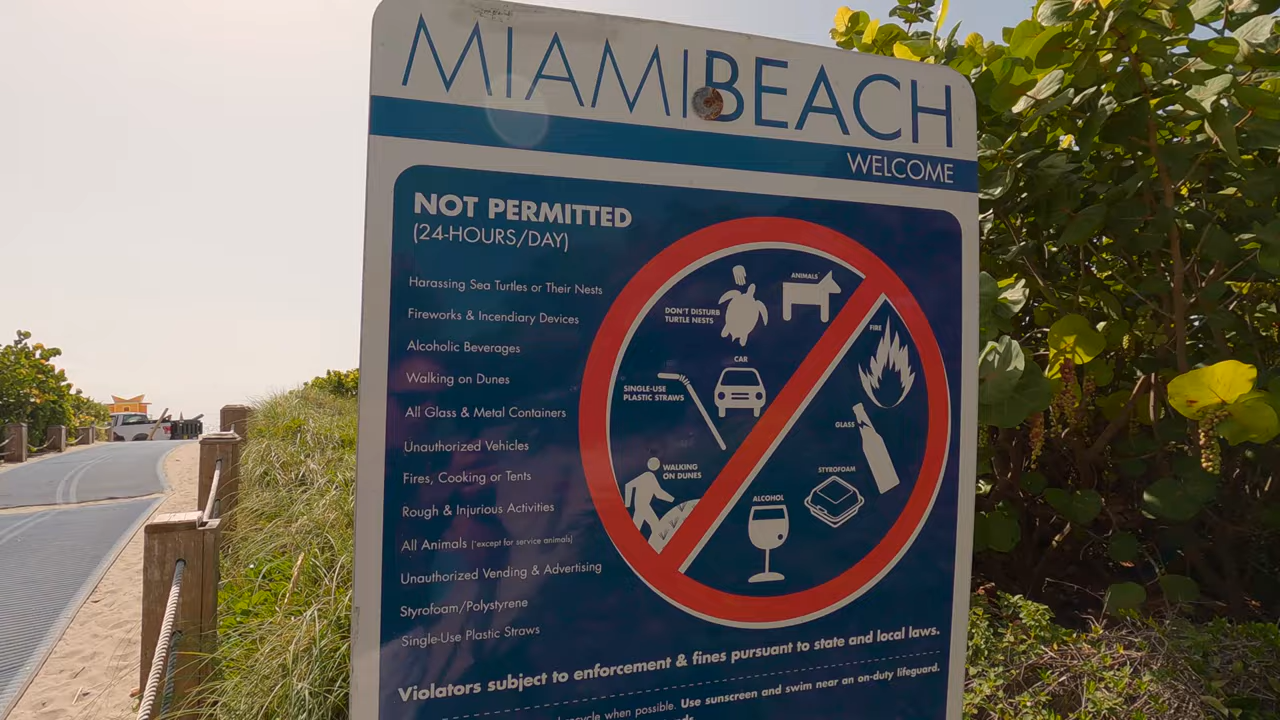 MIAMIBEACH
WELCOME
NOT PERMITTED
(24-HOURS/DAY)
Harassing Sea Turtles or Their Nests
Fireworks & Incendiary Devices
Alcoholic Beverages
Walking on Dunes
All Glass & Metal Containers
Unauthorized Vehicles
Fires, Cooking or Tents
Rough & Injurious Activities
All Animals (*except for service animals)
Unauthorized Vending & Advertising
Styrofoam/Polystyrene
Single-Use Plastic Straws
ANIMALS*
DON'T DISTURB
TURTLE NESTS
FIRE
CAR
SINGLE-USE
PLASTIC STRAWS
GLASS
WALKING
ON DUNES
STYROFOAM
ALCOHOL
Violators subject to enforcement & fines pursuant to state and local laws.
when possible. Use sunscreen and swim near an on-duty lifeguard.